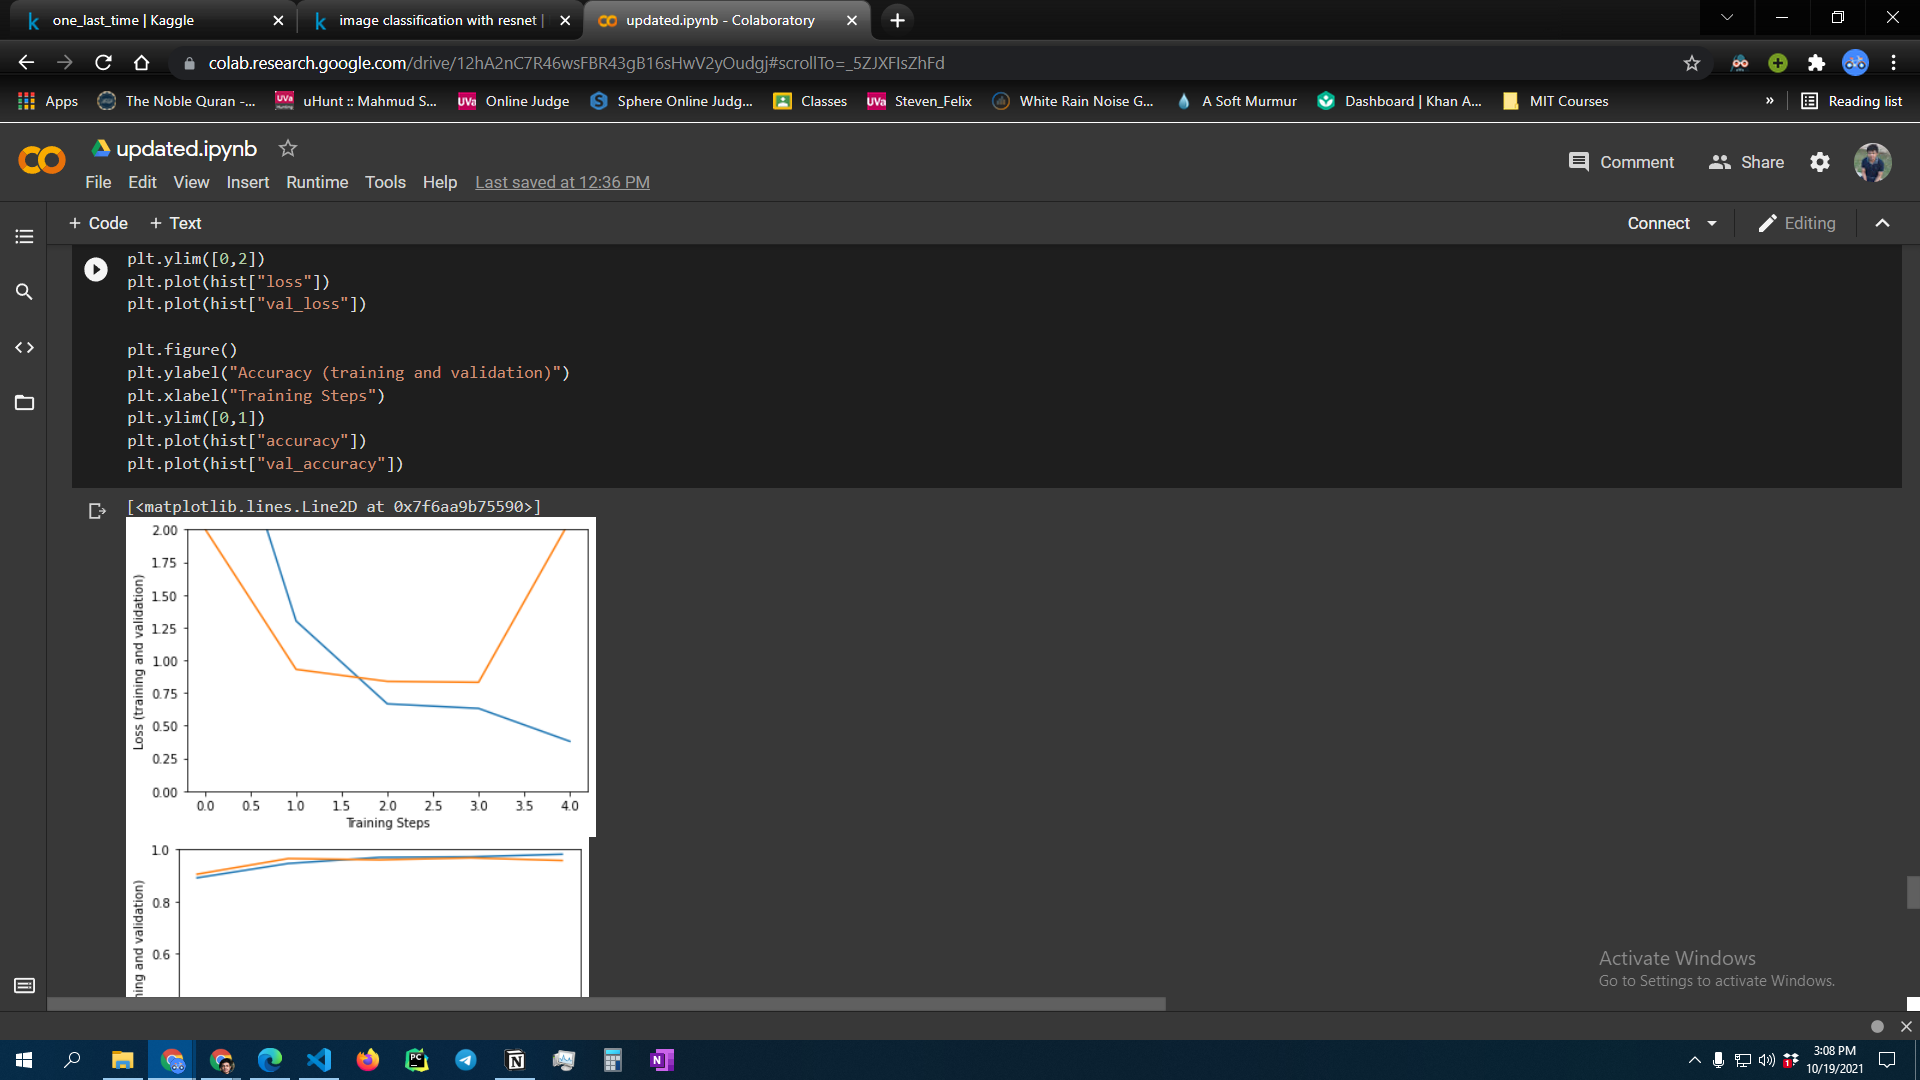 one_last_time | Kaggle
image classification with resnet |
updated.ipynb - Colaboratory
colab.research.google.com/drive/12hA2nC7R46wsFBR43gB16sHwV2yOudgj#scrollTo=_5ZJXFIsZhFd
Apps
The Noble Quran -...
uHunt :: Mahmud S...
Online Judge
Sphere Online Judg...
Classes
Steven_Felix
White Rain Noise G...
A Soft Murmur
Dashboard | Khan A...
MIT Courses
»
Reading list
updated.ipynb
Comment
Share
File Edit View Insert Runtime Tools Help Last saved at 12:36 PM
+ Code + Text
Connect
Editing
plt.ylim([0,2])
plt.plot(hist["loss"])
plt.plot(hist["val_loss"])
plt.figure()
plt.ylabel("Accuracy (training and validation)")
plt.xlabel("Training Steps")
plt.ylim([0,1])
plt.plot(hist["accuracy"])
plt.plot(hist["val_accuracy"])
[<matplotlib.lines.Line2D at 0x7f6aa9b75590>]
Loss (training and validation)
2.00
1.75
1.50
1.25
1.00
0.75
0.50
0.25
0.00
0.0 0.5 1.0 1.5 2.0 2.5 3.0 3.5 4.0
Training Steps
1.0
0.8
0.6
and validation)
Activate Windows
Go to Settings to activate Windows.
3:08 PM
10/19/2021